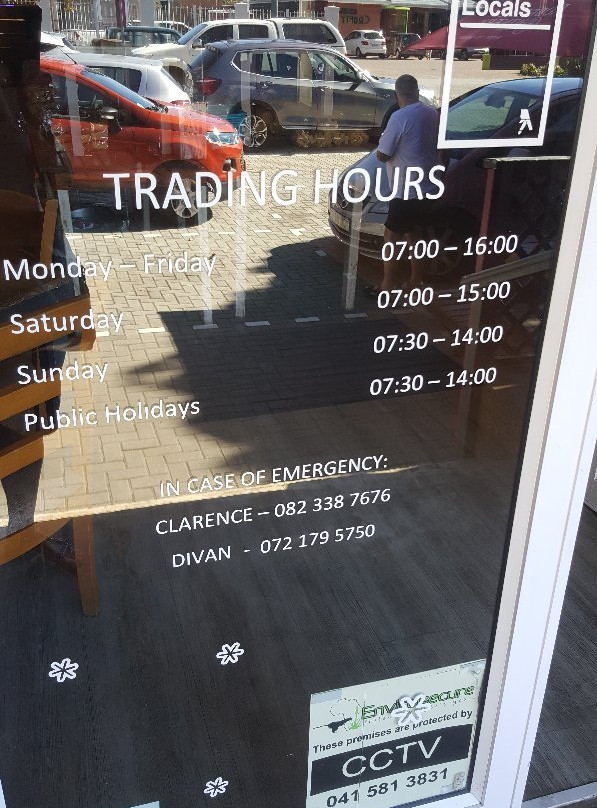 Locals
TRADING HOURS
Monday – Friday 07:00 – 16:00
Saturday 07:00 – 15:00
Sunday 07:30 – 14:00
Public Holidays 07:30 – 14:00
IN CASE OF EMERGENCY:
CLARENCE – 082 338 7676
DIVAN - 072 179 5750
These premises are protected by
CCTV
041 581 3831